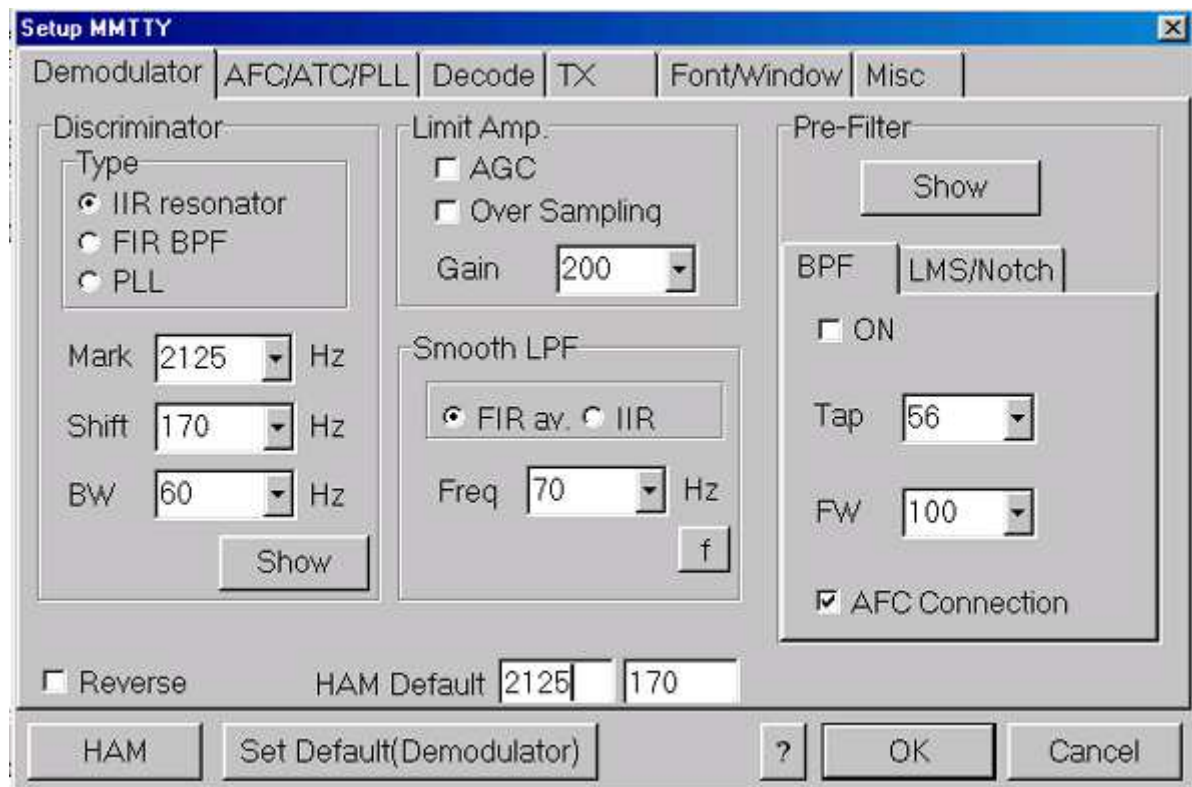 Setup MMTTY
Demodulator AFC/ATC/PLL Decode TX Font/Window Misc
Discriminator
Type
IIR resonator
FIR BPF
PLL
Mark 2125 Hz
Shift 170 Hz
BW 60 Hz
Show
Limit Amp.
AGC
Over Sampling
Gain 200
Smooth LPF
FIR av. IIR
Freq 70 Hz
f
Pre-Filter
Show
BPF LMS/Notch
ON
Tap 56
FW 100
AFC Connection
Reverse HAM Default 2125 170
HAM Set Default(Demodulator) ? OK Cancel